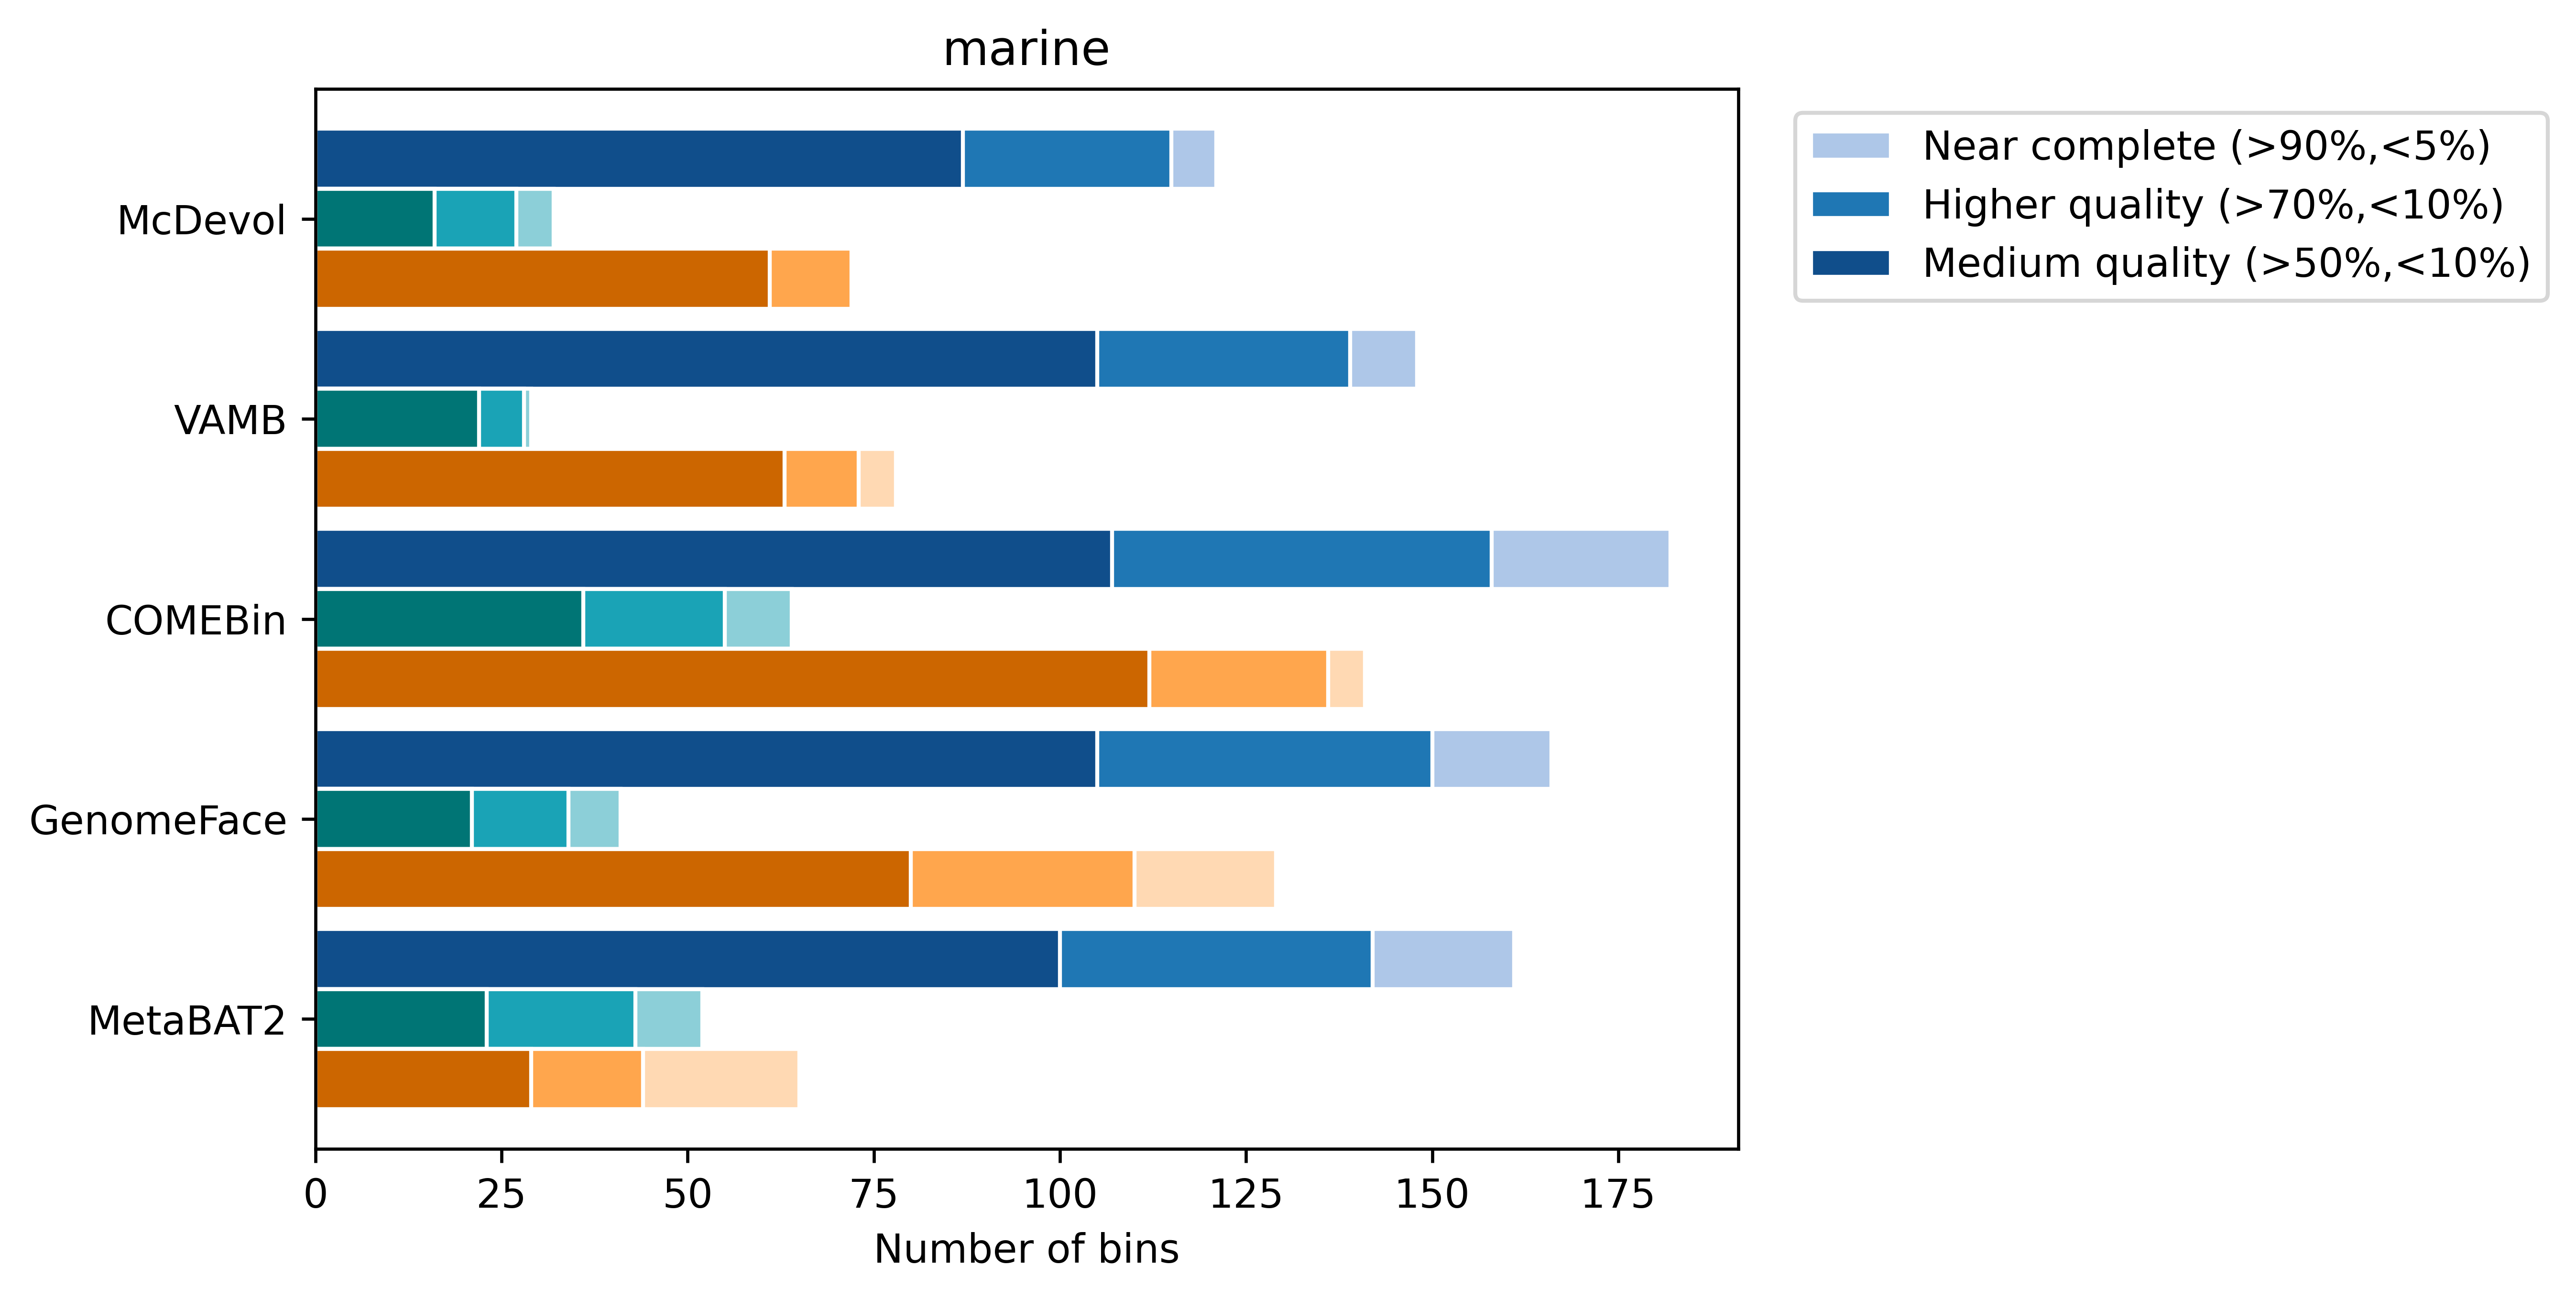 marine
Near complete (>90%,<5%)
Higher quality (>70%,<10%)
Medium quality (>50%,<10%)
McDevol
VAMB
COMEBin
GenomeFace
MetaBAT2
0 25 50 75 100 125 150 175
Number of bins